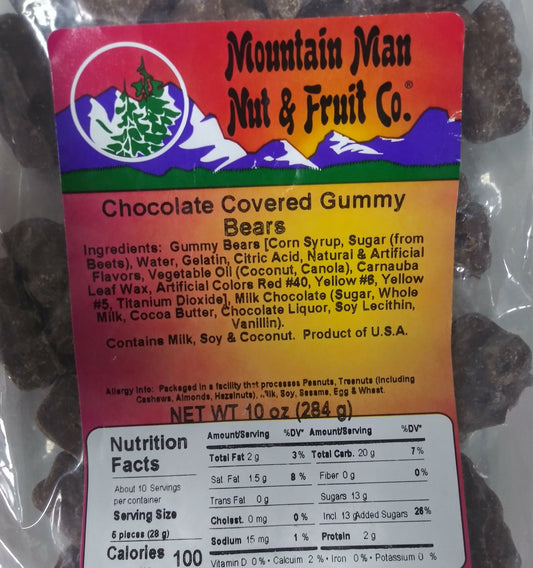 Mountain Man
Nut & Fruit Co.®
Chocolate Covered Gummy
Bears
Ingredients: Gummy Bears [Corn Syrup, Sugar (from
Beets), Water, Gelatin, Citric Acid, Natural & Artificial
Flavors, Vegetable Oil (Coconut, Canola), Carnauba
Leaf Wax, Artificial Colors Red #40, Yellow #6, Yellow
#5, Titanium Dioxide], Milk Chocolate (Sugar, Whole
Milk, Cocoa Butter, Chocolate Liquor, Soy Lecithin,
Vanillin).
Contains Milk, Soy & Coconut. Product of U.S.A.
Allergy Info: Packaged in a facility that processes Peanuts, Treenuts (Including
Cashews, Almonds, Hazelnuts), Milk, Soy, Sesame, Egg & Wheat.
NET WT 10 oz (284 g)
Nutrition
Facts
About 10 Servings
per container
Serving Size
5 pieces (28 g)
Calories 100
Amount/Serving %DV* Amount/Serving %DV*
Total Fat 2 g 3% Total Carb. 20 g 7%
Sat Fat 1.5 g 8% Fiber 0 g 0%
Trans Fat 0 g Sugars 13 g
Cholest. 0 mg 0% Incl 13 g Added Sugars 26%
Sodium 15 mg 1% Protein 2 g
Vitamin D 0% • Calcium 2% • Iron 0% • Potassium 0%